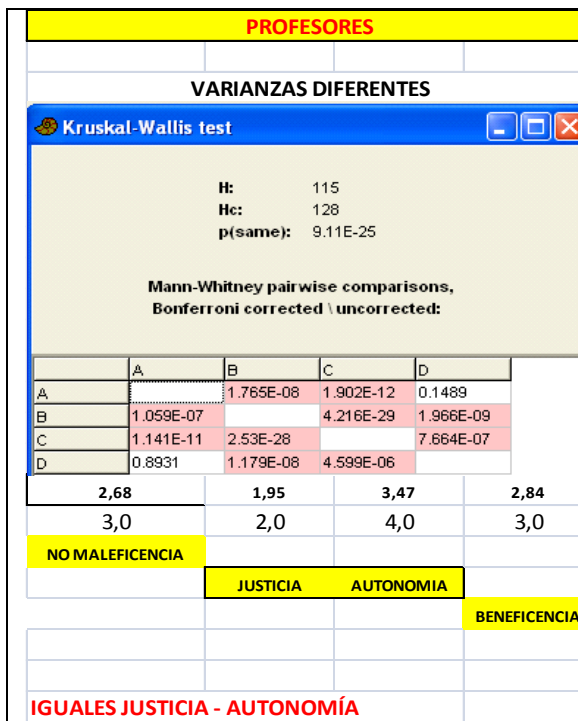 PROFESORES
VARIANZAS DIFERENTES
Kruskal-Wallis test
H: 115
Hc: 128
p(same): 9.11E-25
Mann-Whitney pairwise comparisons,
Bonferroni corrected \ uncorrected:
A B C D
A 1.765E-08 1.902E-12 0.1489
B 1.059E-07 4.216E-29 1.966E-09
C 1.141E-11 2.53E-28 7.664E-07
D 0.8931 1.179E-08 4.599E-06
2,68 1,95 3,47 2,84
3,0 2,0 4,0 3,0
NO MALEFICENCIA
JUSTICIA AUTONOMIA
BENEFICENCIA
IGUALES JUSTICIA - AUTONOMÍA